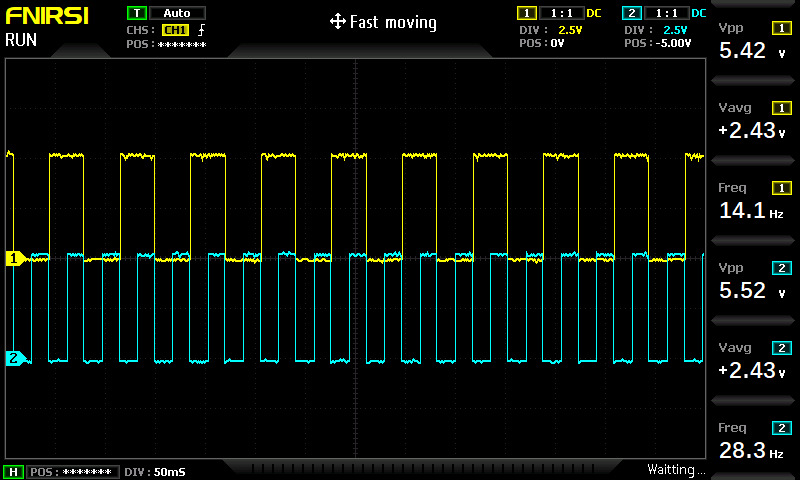 FNIRSI
RUN
T Auto
CHS: CH1
POS: *******
Fast moving
1 1:1 DC
DIV: 2.5V
POS: 0V
2 1:1 DC
DIV: 2.5V
POS: -5.00V
Vpp 1
5.42 V
Vavg 1
+2.43 V
Freq 1
14.1 Hz
Vpp 2
5.52 V
Vavg 2
+2.43 V
Freq 2
28.3 Hz
1
2
H POS: ******* DIV: 50mS
Waitting...